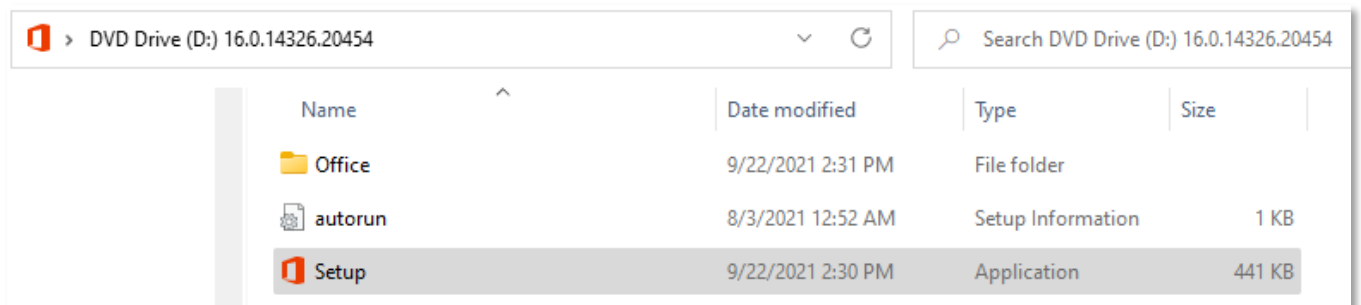 DVD Drive (D:) 16.0.14326.20454 Search DVD Drive (D:) 16.0.14326.20454
Name Date modified Type Size
Office 9/22/2021 2:31 PM File folder
autorun 8/3/2021 12:52 AM Setup Information 1 KB
Setup 9/22/2021 2:30 PM Application 441 KB